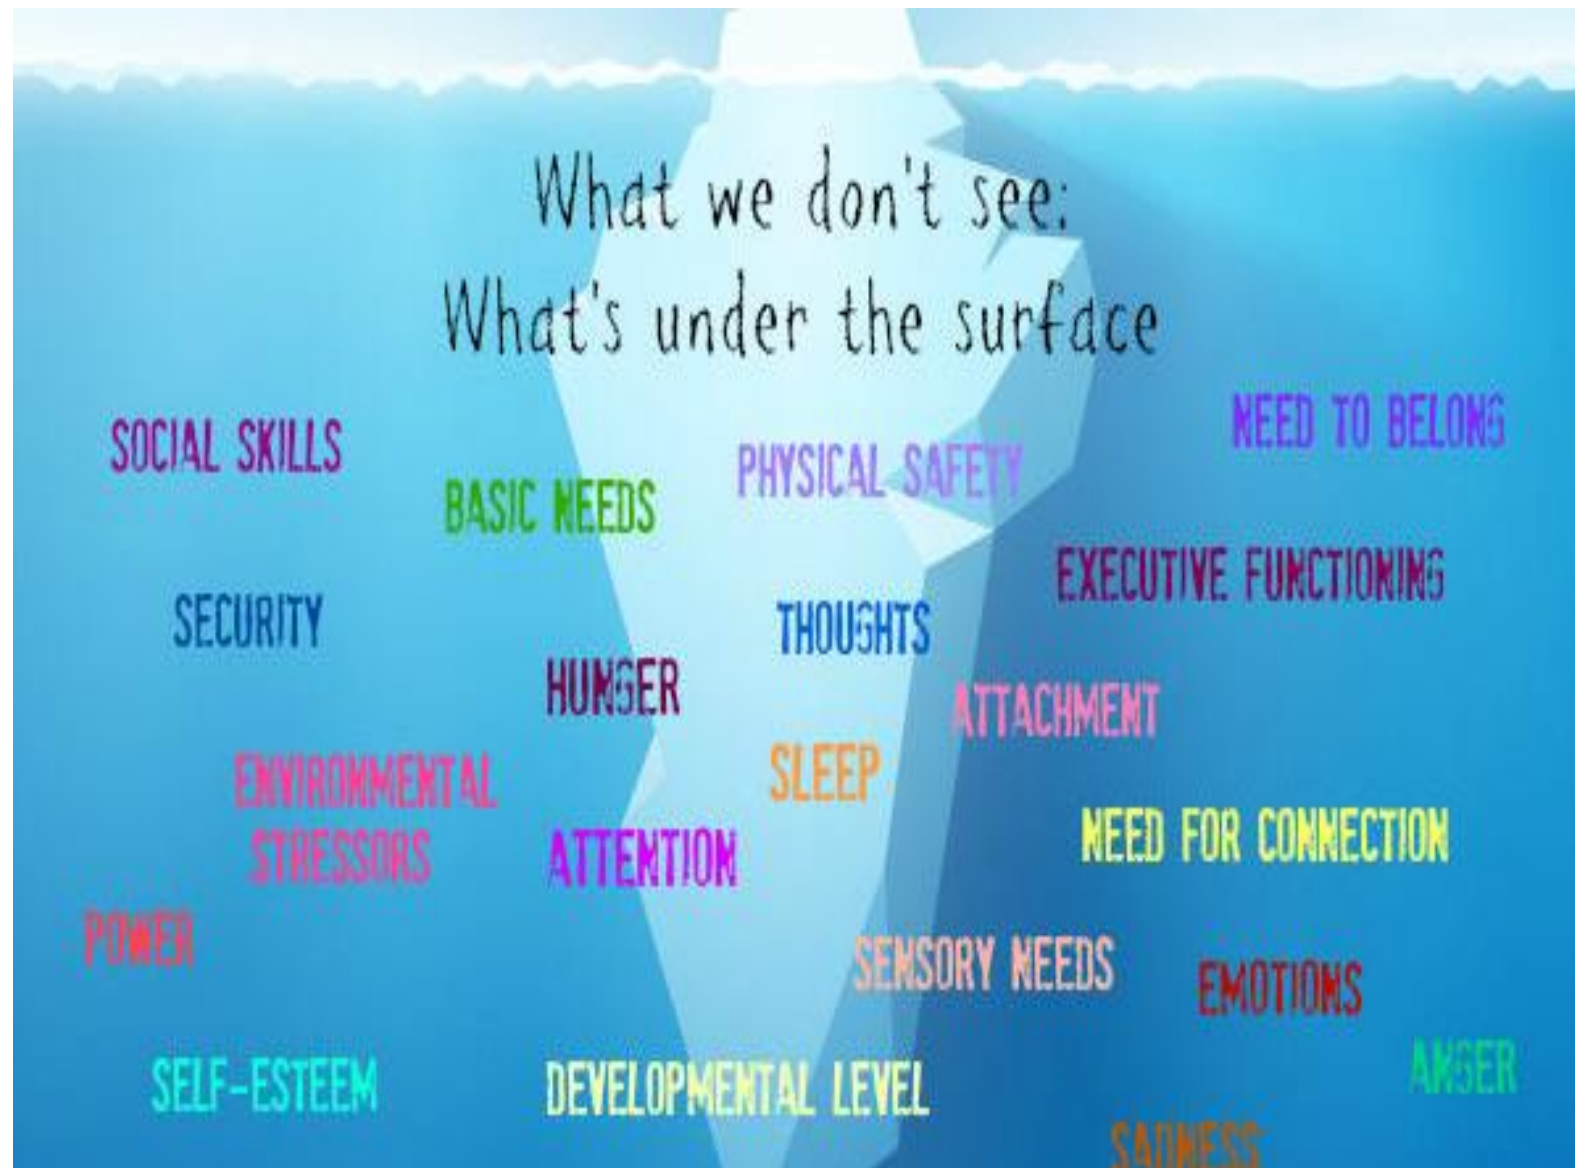 What we don't see:
What's under the surface
NEED TO BELONG
SOCIAL SKILLS
PHYSICAL SAFETY
BASIC NEEDS
EXECUTIVE FUNCTIONING
SECURITY
THOUGHTS
HUNGER
ATTACHMENT
SLEEP
ENVIRONMENTAL
STRESSORS
NEED FOR CONNECTION
ATTENTION
POWER
SENSORY NEEDS
EMOTIONS
ANGER
SELF-ESTEEM
DEVELOPMENTAL LEVEL
SADNESS